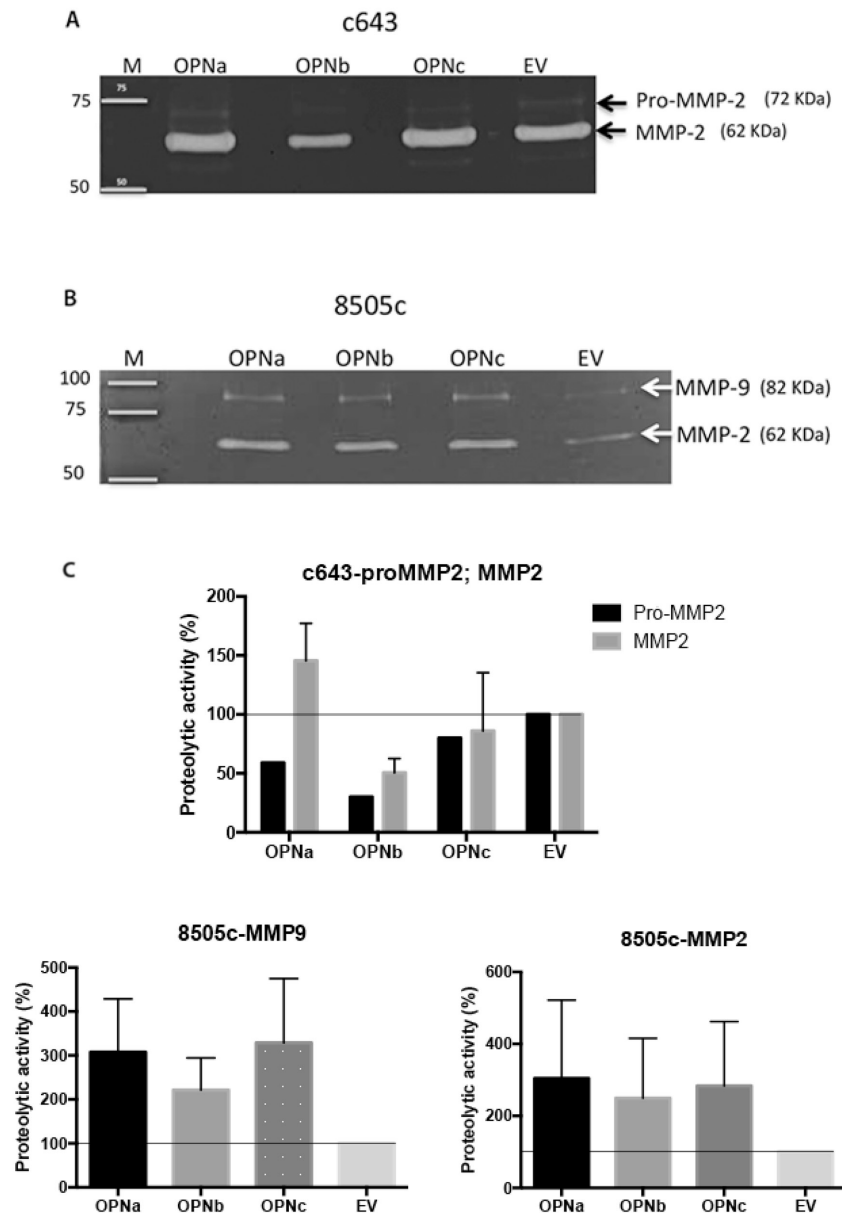 A
c643
M OPNa OPNb OPNc EV
75
75
Pro-MMP-2 (72 KDa)
MMP-2 (62 KDa)
50
50
B
8505c
M OPNa OPNb OPNc EV
100
MMP-9 (82 KDa)
75
MMP-2 (62 KDa)
50
C
c643-proMMP2; MMP2
Proteolytic activity (%)
200
150
100
50
0
Pro-MMP2
MMP2
OPNa OPNb OPNc EV
8505c-MMP9
Proteolytic activity (%)
500
400
300
200
100
0
OPNa OPNb OPNc EV
8505c-MMP2
Proteolytic activity (%)
600
400
200
0
OPNa OPNb OPNc EV